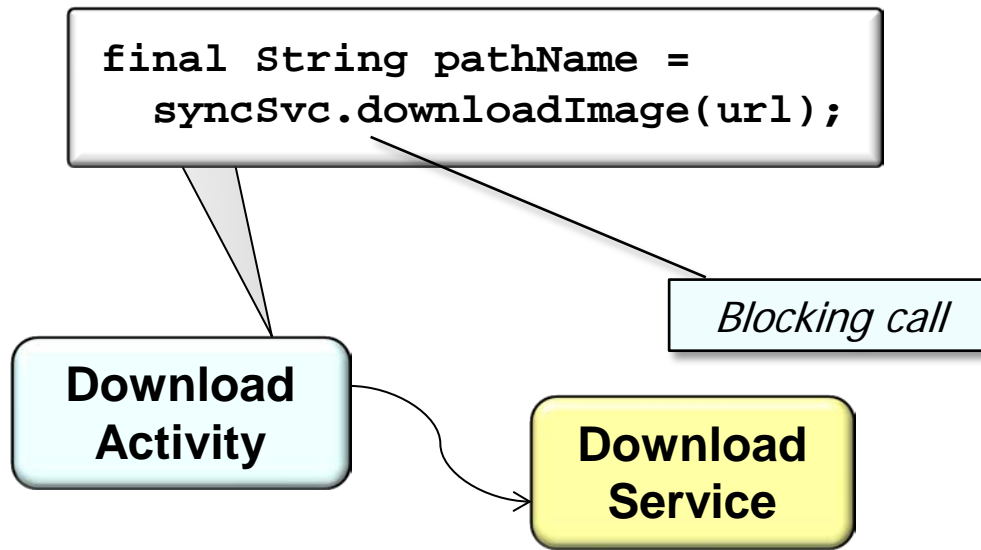 final String pathName =
syncSvc.downloadImage(url);
Blocking call
Download
Activity
Download
Service